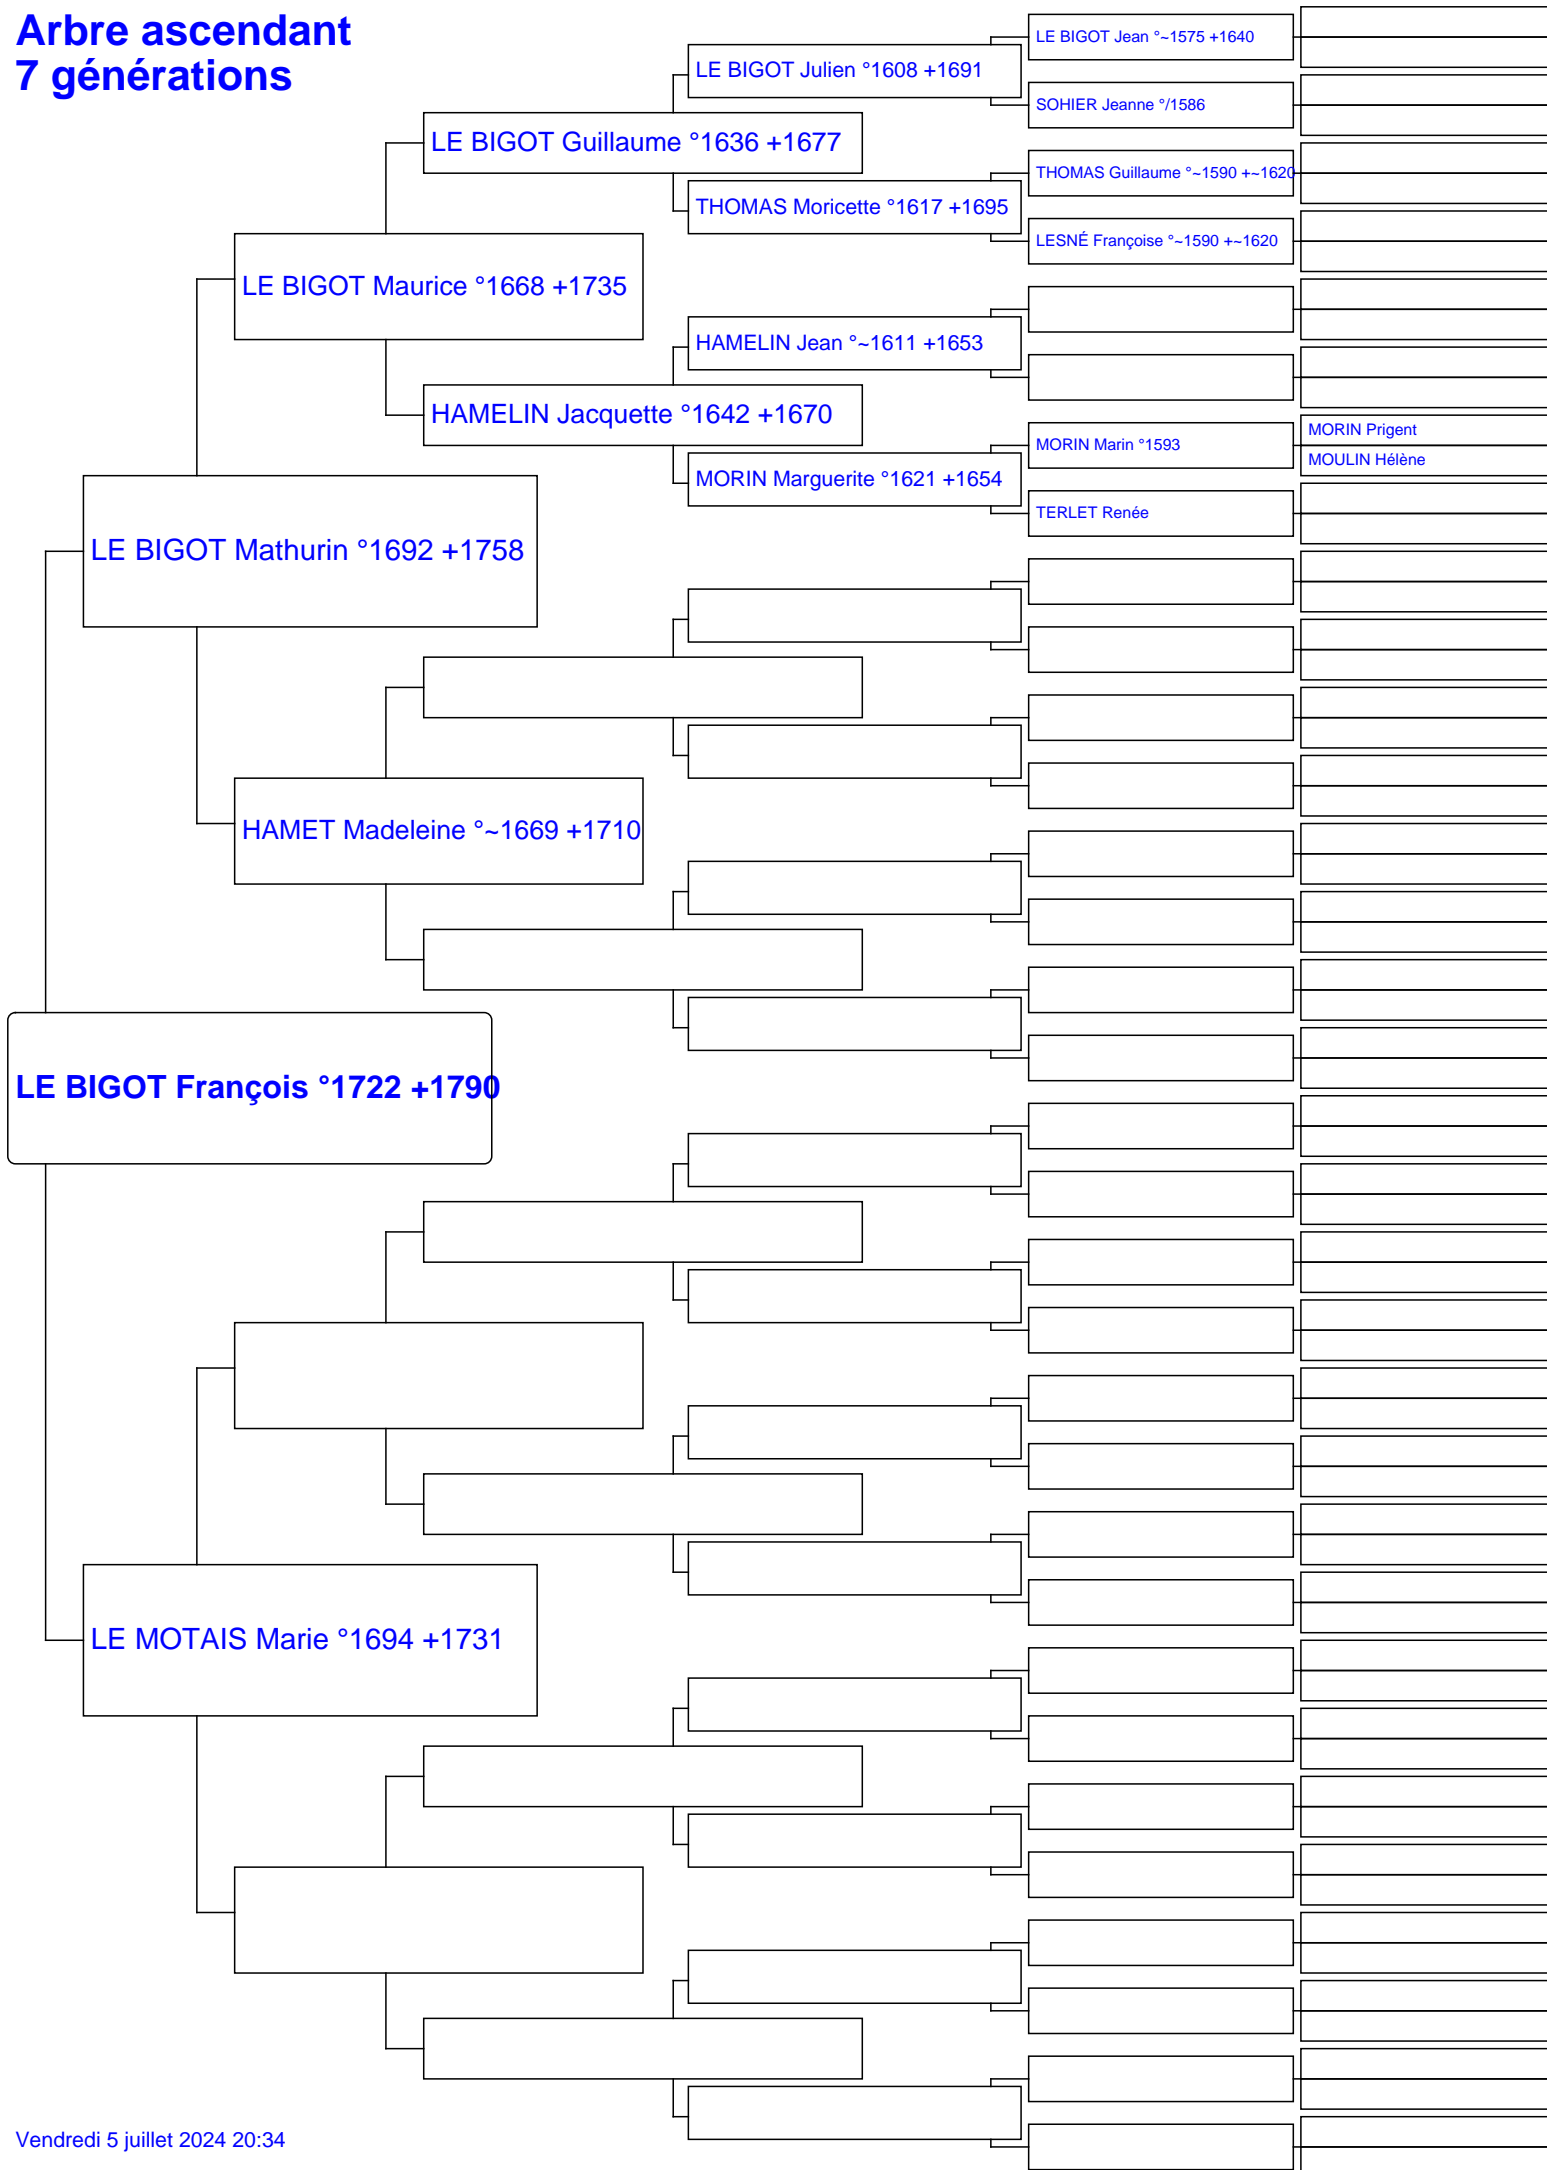 Arbre ascendant
7 générations
LE BIGOT Jean °~1575 +1640
LE BIGOT Julien °1608 +1691
SOHIER Jeanne °/1586
LE BIGOT Guillaume °1636 +1677
THOMAS Guillaume °~1590 +~1620
THOMAS Moricette °1617 +1695
LESNÉ Françoise °~1590 +~1620
LE BIGOT Maurice °1668 +1735
HAMELIN Jean °~1611 +1653
HAMELIN Jacquette °1642 +1670
MORIN Prigent
MORIN Marin °1593
MOULIN Hélène
MORIN Marguerite °1621 +1654
TERLET Renée
LE BIGOT Mathurin °1692 +1758
HAMET Madeleine °~1669 +1710
LE BIGOT François °1722 +1790
LE MOTAIS Marie °1694 +1731
Vendredi 5 juillet 2024 20:34